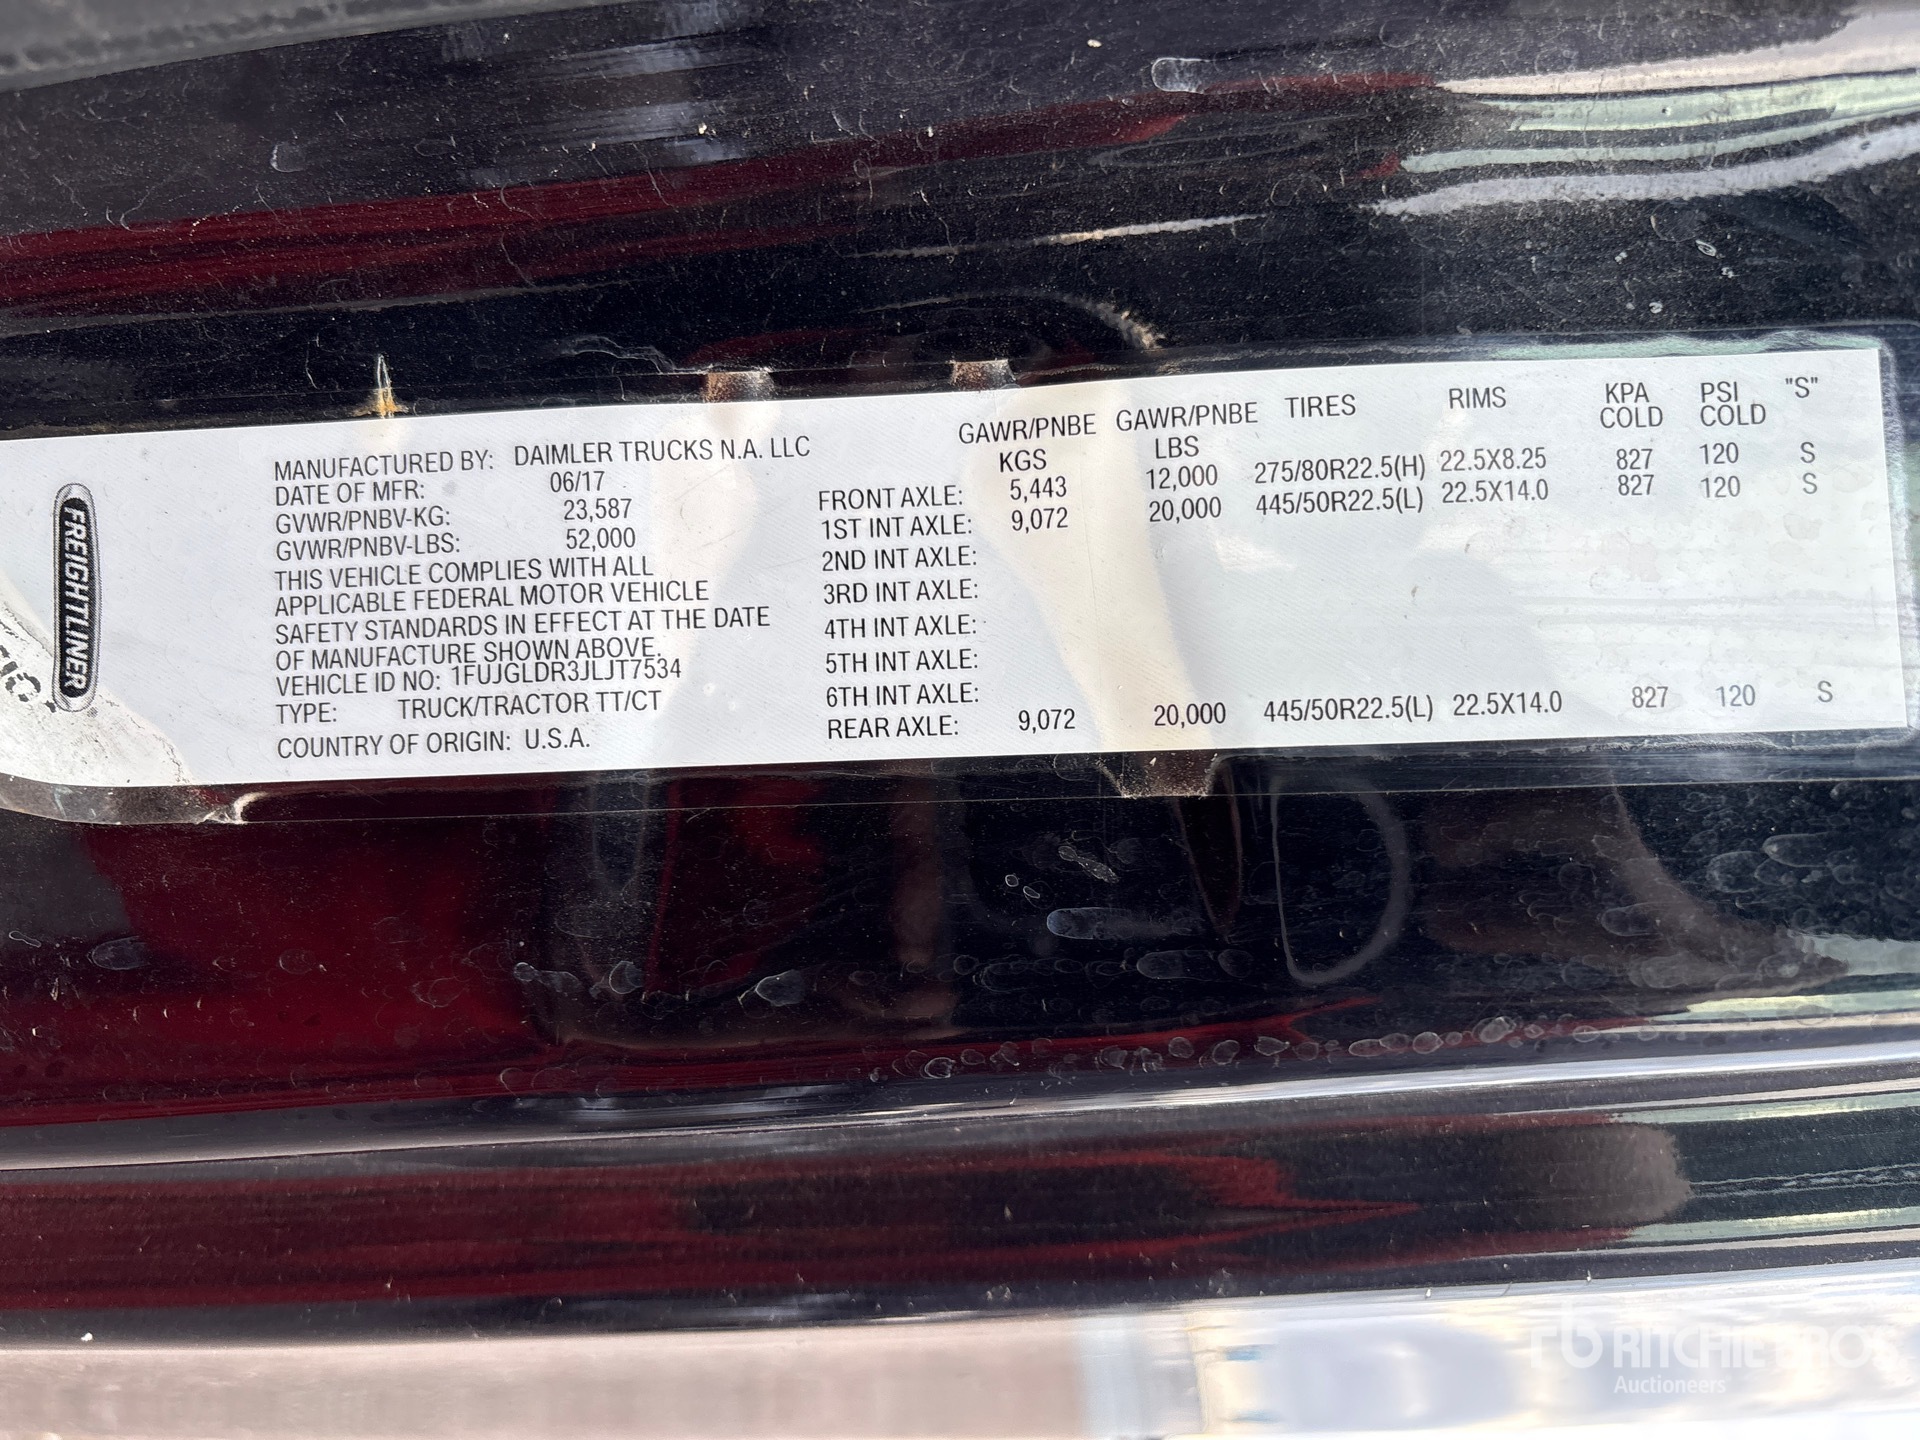 FREIGHTLINER
MANUFACTURED BY: DAIMLER TRUCKS N.A. LLC
DATE OF MFR: 06/17
GVWR/PNBV-KG: 23,587
GVWR/PNBV-LBS: 52,000
THIS VEHICLE COMPLIES WITH ALL
APPLICABLE FEDERAL MOTOR VEHICLE
SAFETY STANDARDS IN EFFECT AT THE DATE
OF MANUFACTURE SHOWN ABOVE.
VEHICLE ID NO: 1FUJGLDR3JLJT7534
TYPE: TRUCK/TRACTOR TT/CT
COUNTRY OF ORIGIN: U.S.A.
GAWR/PNBE GAWR/PNBE TIRES RIMS KPA PSI "S"
KGS LBS COLD COLD
FRONT AXLE: 5,443 12,000 275/80R22.5(H) 22.5X8.25 827 120 S
1ST INT AXLE: 9,072 20,000 445/50R22.5(L) 22.5X14.0 827 120 S
2ND INT AXLE:
3RD INT AXLE:
4TH INT AXLE:
5TH INT AXLE:
6TH INT AXLE:
REAR AXLE: 9,072 20,000 445/50R22.5(L) 22.5X14.0 827 120 S
rb RITCHIE BROS
Auctioneers